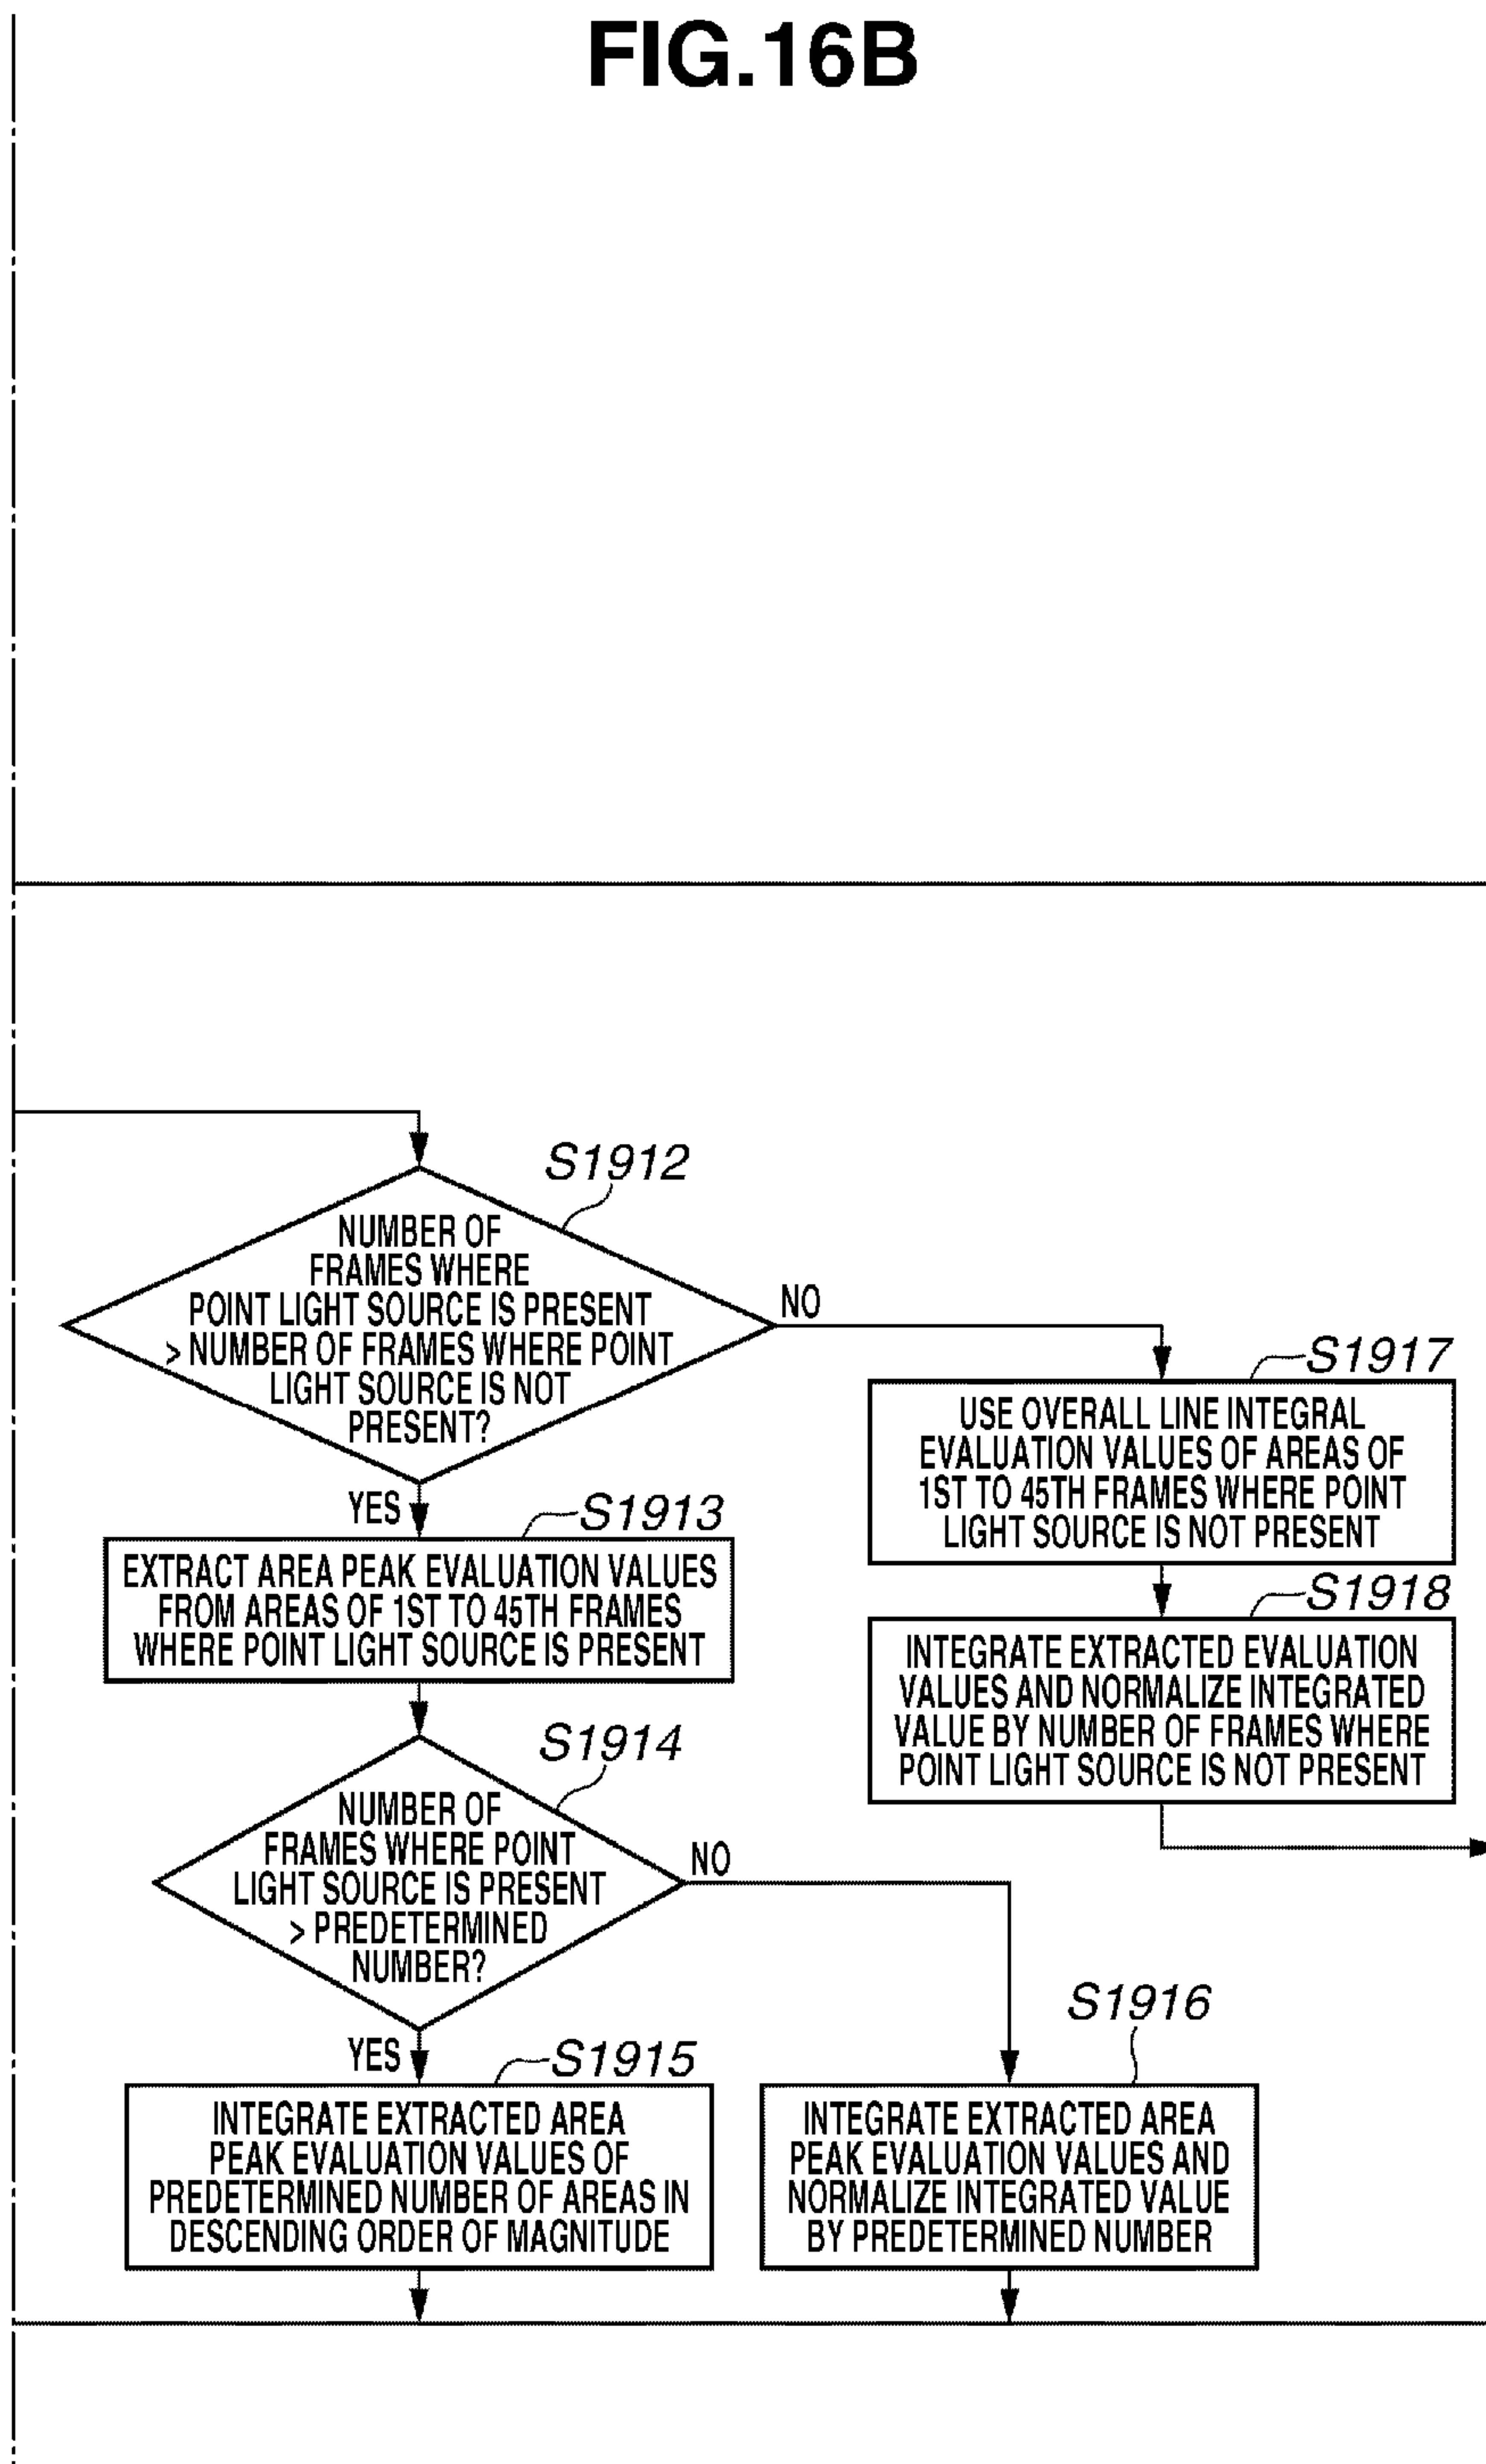 FIG.16B
S1912
NUMBER OF
FRAMES WHERE
POINT LIGHT SOURCE IS PRESENT
> NUMBER OF FRAMES WHERE POINT
LIGHT SOURCE IS NOT
PRESENT?
NO
YES
S1913
EXTRACT AREA PEAK EVALUATION VALUES
FROM AREAS OF 1ST TO 45TH FRAMES
WHERE POINT LIGHT SOURCE IS PRESENT
S1914
NUMBER OF
FRAMES WHERE POINT
LIGHT SOURCE IS PRESENT
> PREDETERMINED
NUMBER?
NO
YES
S1915
INTEGRATE EXTRACTED AREA
PEAK EVALUATION VALUES OF
PREDETERMINED NUMBER OF AREAS IN
DESCENDING ORDER OF MAGNITUDE
S1916
INTEGRATE EXTRACTED AREA
PEAK EVALUATION VALUES AND
NORMALIZE INTEGRATED VALUE
BY PREDETERMINED NUMBER
S1917
USE OVERALL LINE INTEGRAL
EVALUATION VALUES OF AREAS OF
1ST TO 45TH FRAMES WHERE POINT
LIGHT SOURCE IS NOT PRESENT
S1918
INTEGRATE EXTRACTED EVALUATION
VALUES AND NORMALIZE INTEGRATED
VALUE BY NUMBER OF FRAMES WHERE
POINT LIGHT SOURCE IS NOT PRESENT